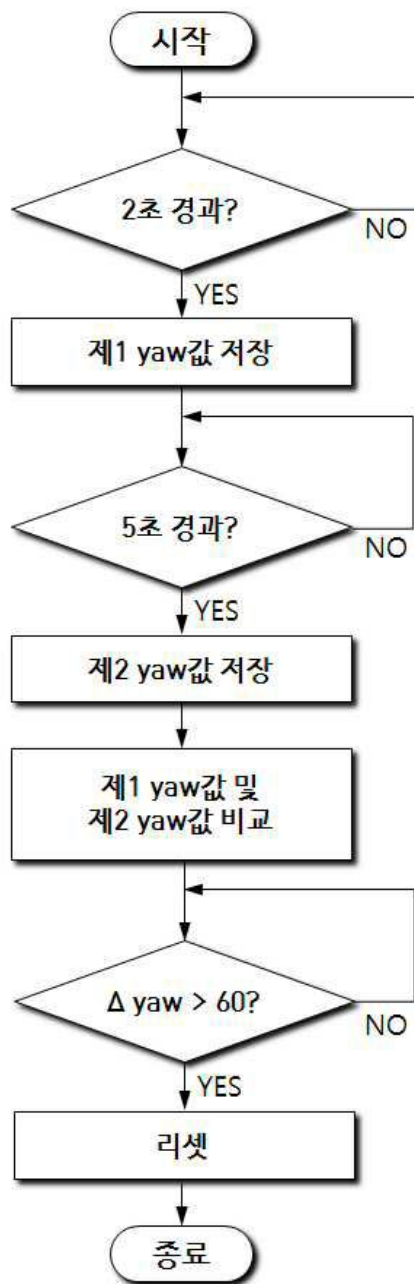 시작
2초 경과?
NO
YES
제1 yaw값 저장
5초 경과?
NO
YES
제2 yaw값 저장
제1 yaw값 및
제2 yaw값 비교
Δ yaw > 60?
NO
YES
리셋
종료